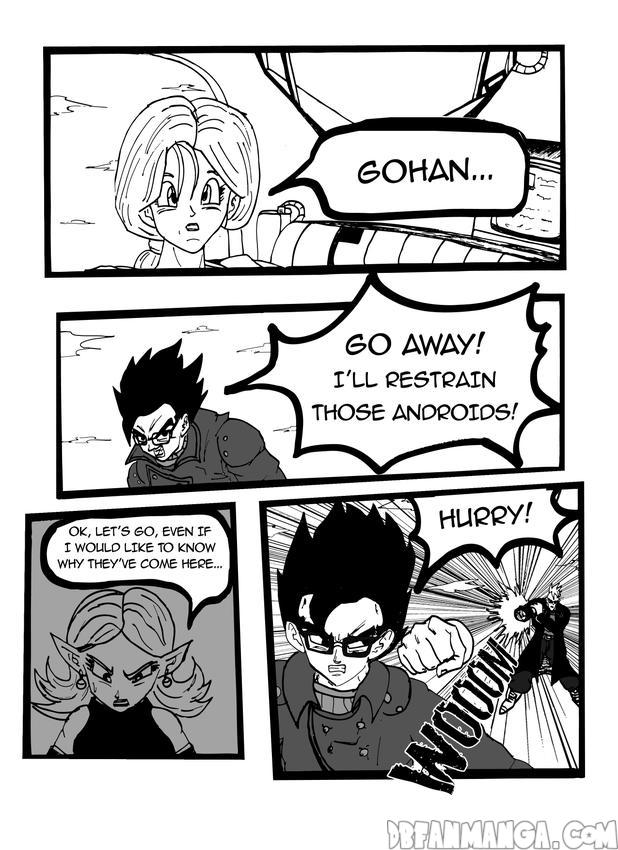 GOHAN...
GO AWAY!
I'LL RESTRAIN
THOSE ANDROIDS!
OK, LET'S GO, EVEN IF
I WOULD LIKE TO KNOW
WHY THEY'VE COME HERE...
HURRY!
WOOOM
DBFANMANGA.COM